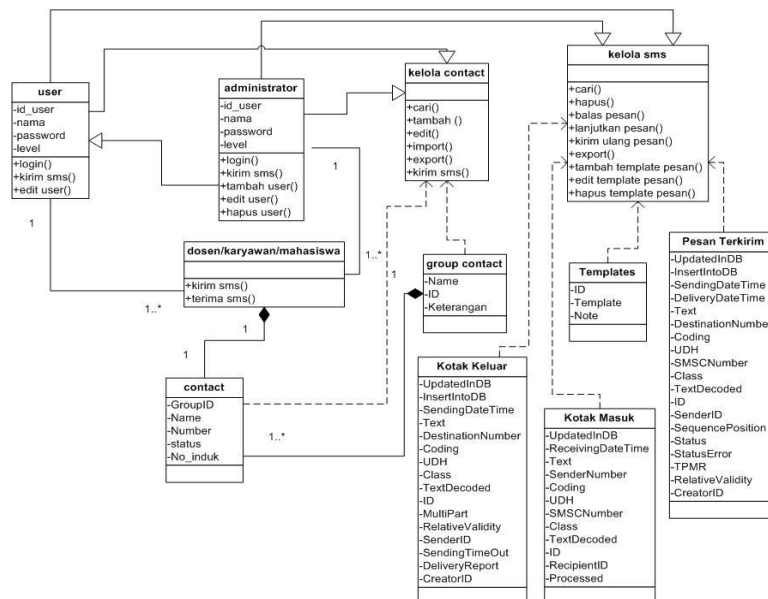 user
-id_user
-nama
-password
-level
+login()
+kirim sms()
+edit user()
administrator
-id_user
-nama
-password
-level
+login()
+kirim sms()
+tambah user()
+edit user()
+hapus user()
kelola contact
+cari()
+tambah ()
+edit()
+import()
+export()
+kirim sms()
kelola sms
+cari()
+hapus()
+balas pesan()
+lanjutkan pesan()
+kirim ulang pesan()
+export()
+tambah template pesan()
+edit template pesan()
+hapus template pesan()
1
1
dosen/karyawan/mahasiswa
+kirim sms()
+terima sms()
1..*
1..*
1
1
1
contact
-GroupID
-Name
-Number
-status
-No_induk
1..*
group contact
-Name
-ID
-Keterangan
Templates
-ID
-Template
-Note
Pesan Terkirim
-UpdatedInDB
-InsertIntoDB
-SendingDateTime
-DeliveryDateTime
-Text
-DestinationNumber
-Coding
-UDH
-SMSCNumber
-Class
-TextDecoded
-ID
-SenderID
-SequencePosition
-Status
-StatusError
-TPMR
-RelativeValidity
-CreatorID
Kotak Keluar
-UpdatedInDB
-InsertIntoDB
-SendingDateTime
-Text
-DestinationNumber
-Coding
-UDH
-Class
-TextDecoded
-ID
-MultiPart
-RelativeValidity
-SenderID
-SendingTimeOut
-DeliveryReport
-CreatorID
Kotak Masuk
-UpdatedInDB
-ReceivingDateTime
-Text
-SenderNumber
-Coding
-UDH
-SMSCNumber
-Class
-TextDecoded
-ID
-RecipientID
-Processed